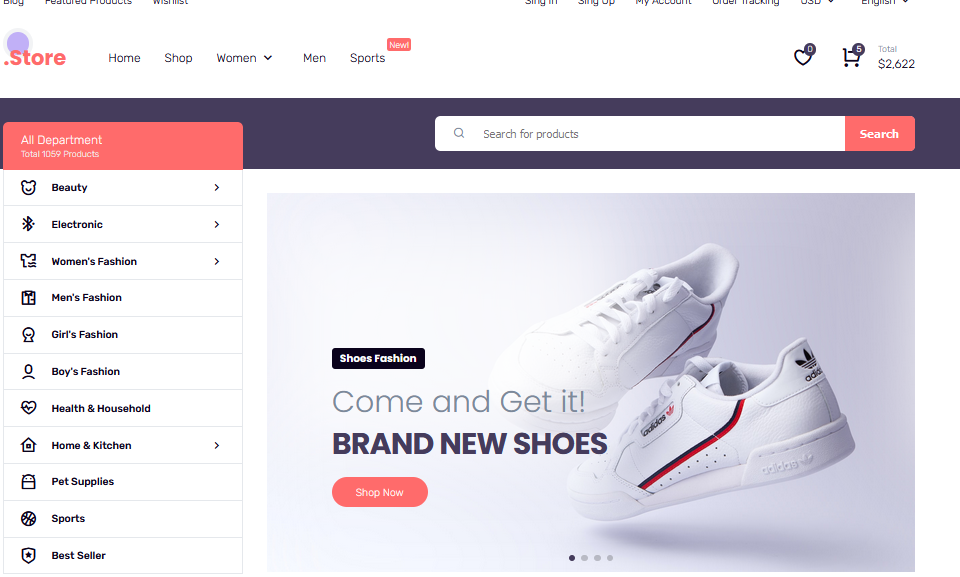 Blog Featured Products Wishlist Sing In Sing Up My Account Order Tracking USD English
.Store
Home Shop Women Men Sports New!
0 5 Total
$2,622
Search for products Search
All Department
Total 1059 Products
Beauty
Electronic
Women's Fashion
Men's Fashion
Girl's Fashion
Boy's Fashion
Health & Household
Home & Kitchen
Pet Supplies
Sports
Best Seller
Shoes Fashion
Come and Get it!
BRAND NEW SHOES
Shop Now
adidas
adidas
adidas